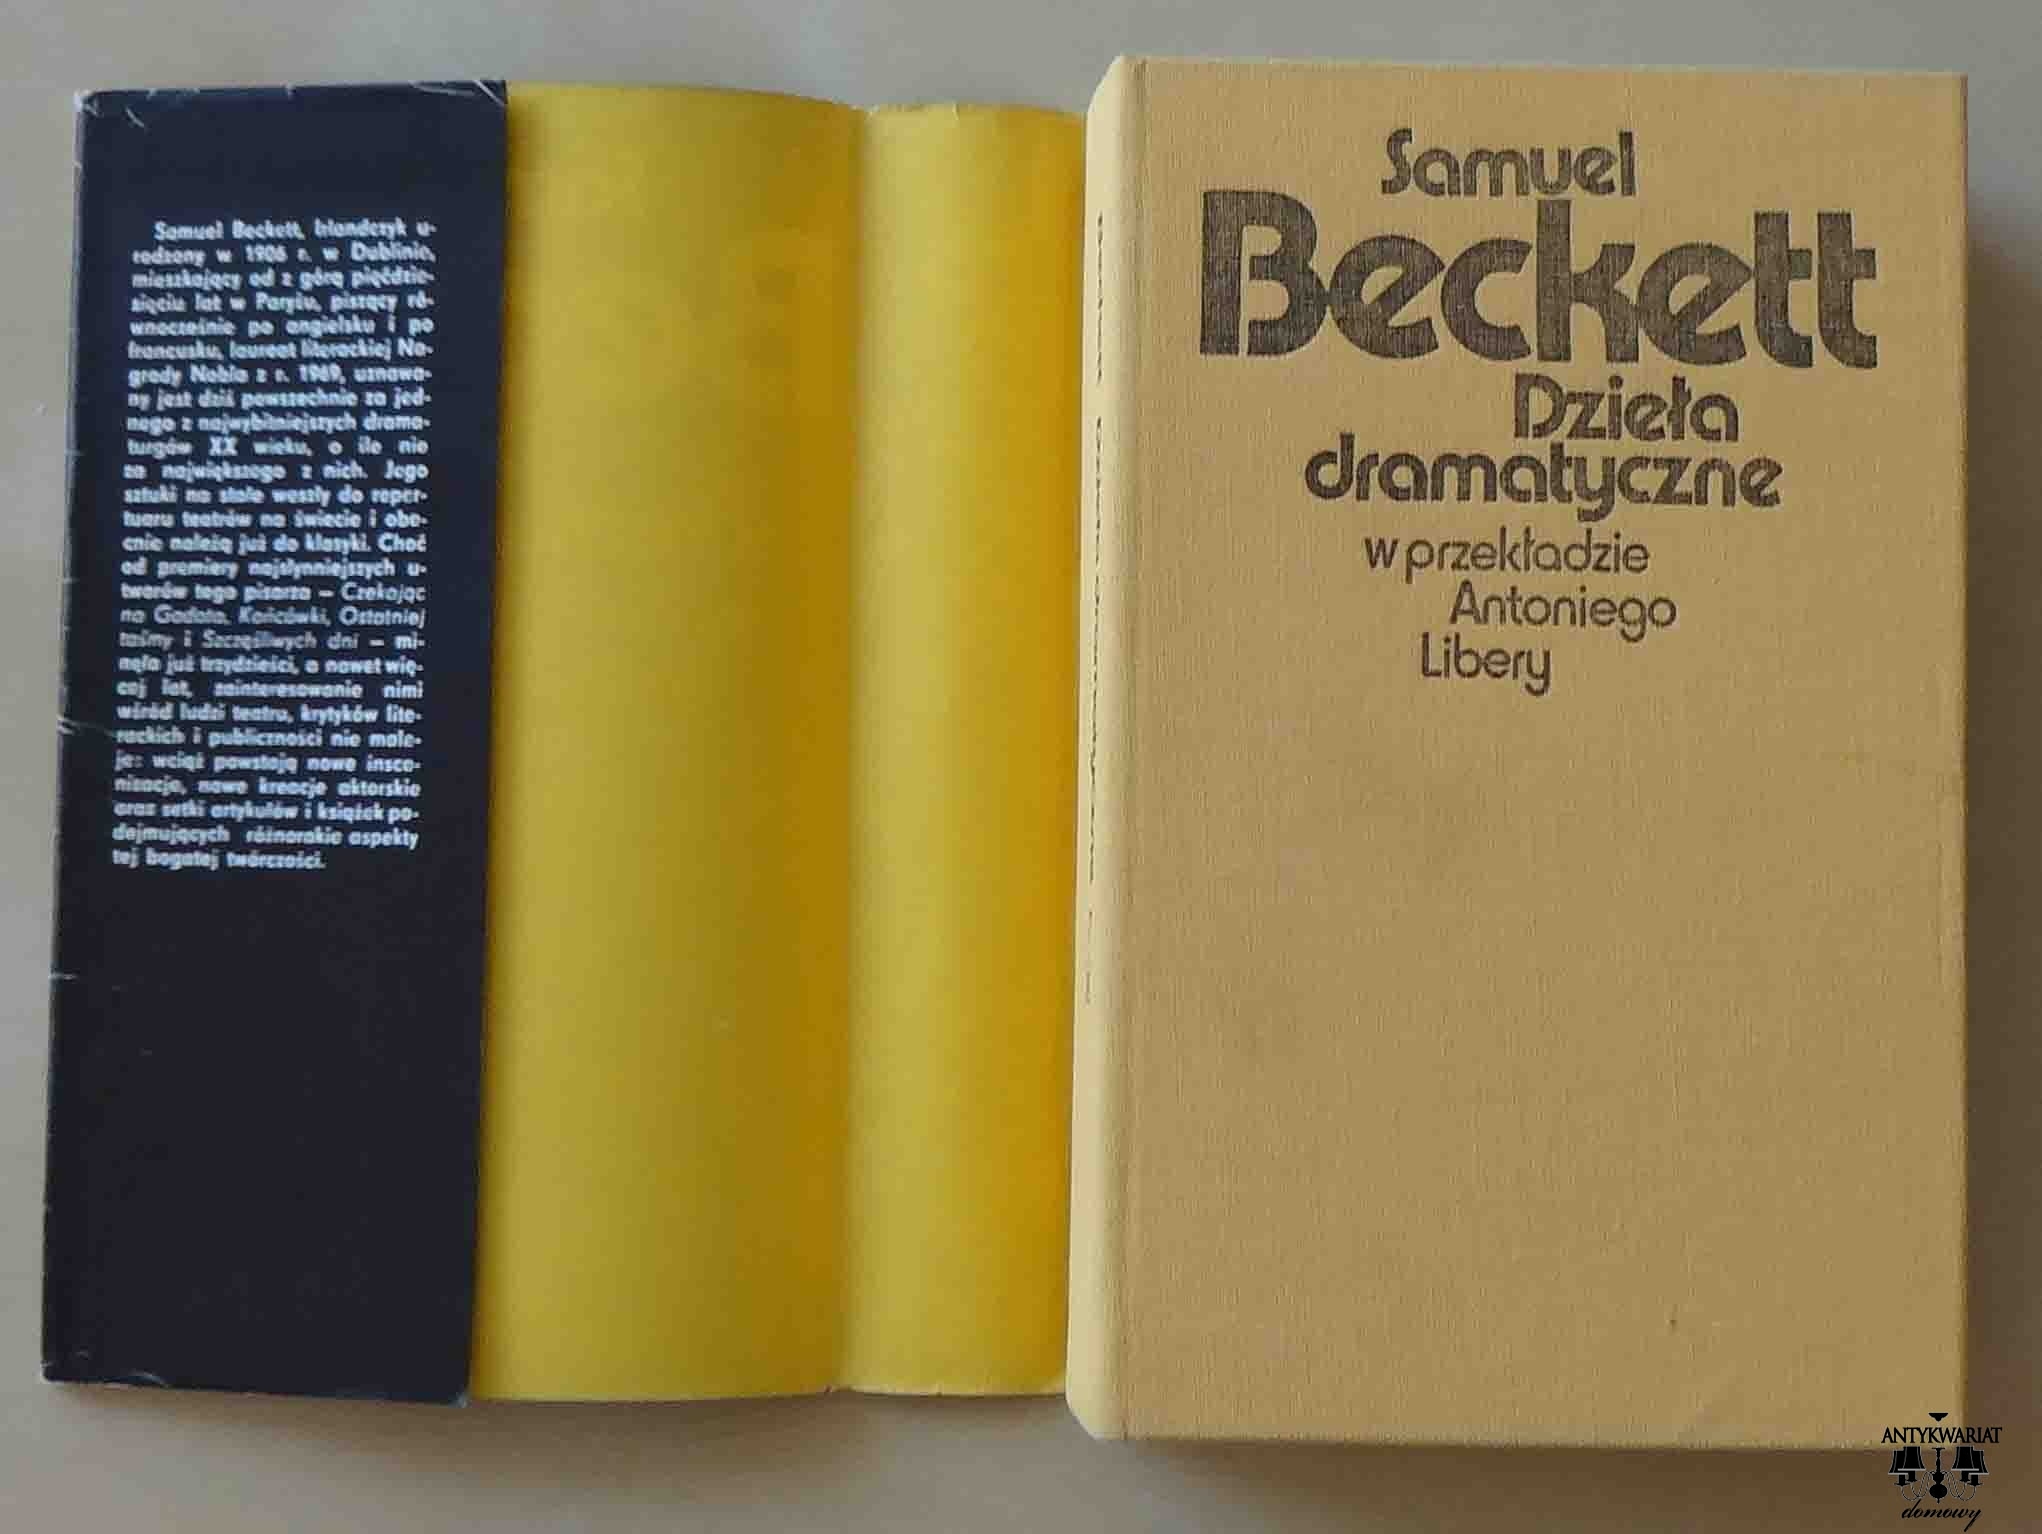 Samuel Beckett, Irlandczyk u-
rodzony w 1906 r. w Dublinie,
mieszkający od z górą pięćdzie-
sięciu lat w Paryżu, piszący ró-
wnocześnie po angielsku i po
francusku, laureat literackiej Na-
grody Nobla z r. 1969, uznawa-
ny jest dziś powszechnie za jed-
nego z najwybitniejszych drama-
turgów XX wieku, o ile nie
za największego z nich. Jego
sztuki na stałe weszły do reper-
tuaru teatrów na świecie i obe-
cnie należą już do klasyki. Choć
od premiery najsłynniejszych u-
tworów tego pisarza – Czekając
na Godota, Końcówki, Ostatniej
taśmy i Szczęśliwych dni – mi-
nęło już trzydzieści, a nawet wię-
cej lat, zainteresowanie nimi
wśród ludzi teatru, krytyków lite-
rackich i publiczności nie male-
je: wciąż powstają nowe insce-
nizacje, nowe kreacje aktorskie
oraz setki artykułów i książek po-
dejmujących różnorakie aspekty
tej bogatej twórczości.
Samuel
Beckett
Dzieła
dramatyczne
w przekładzie
Antoniego
Libery
ANTYKWARIAT
domowy